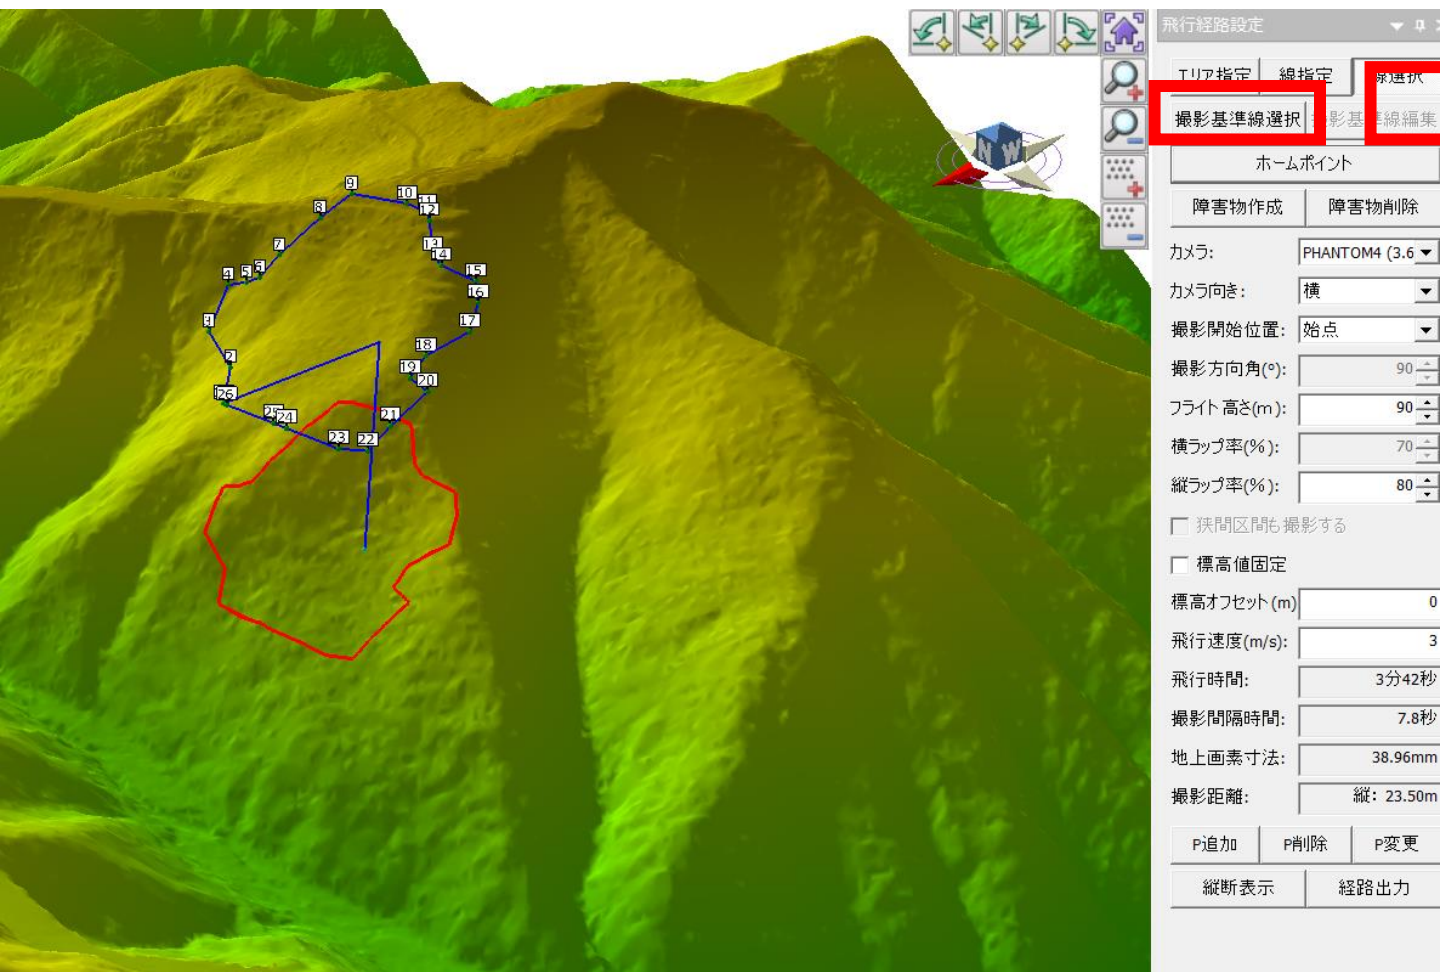 飛行経路設定
エリア指定 線指定 線選択
撮影基準線選択 撮影基準線編集
ホームポイント
障害物作成 障害物削除
カメラ: PHANTOM4 (3.6
カメラ向き: 横
撮影開始位置: 始点
撮影方向角(°): 90
フライト高さ(m): 90
横ラップ率(%): 70
縦ラップ率(%): 80
狭間区間も撮影する
標高値固定
標高オフセット(m) 0
飛行速度(m/s): 3
飛行時間: 3分42秒
撮影間隔時間: 7.8秒
地上画素寸法: 38.96mm
撮影距離: 縦: 23.50m
P追加 P削除 P変更
縦断表示 経路出力
N W
9
10
11
8
12
7
13
14
6
5
4
15
16
3
17
18
2
19
20
26
25
24
21
23
22